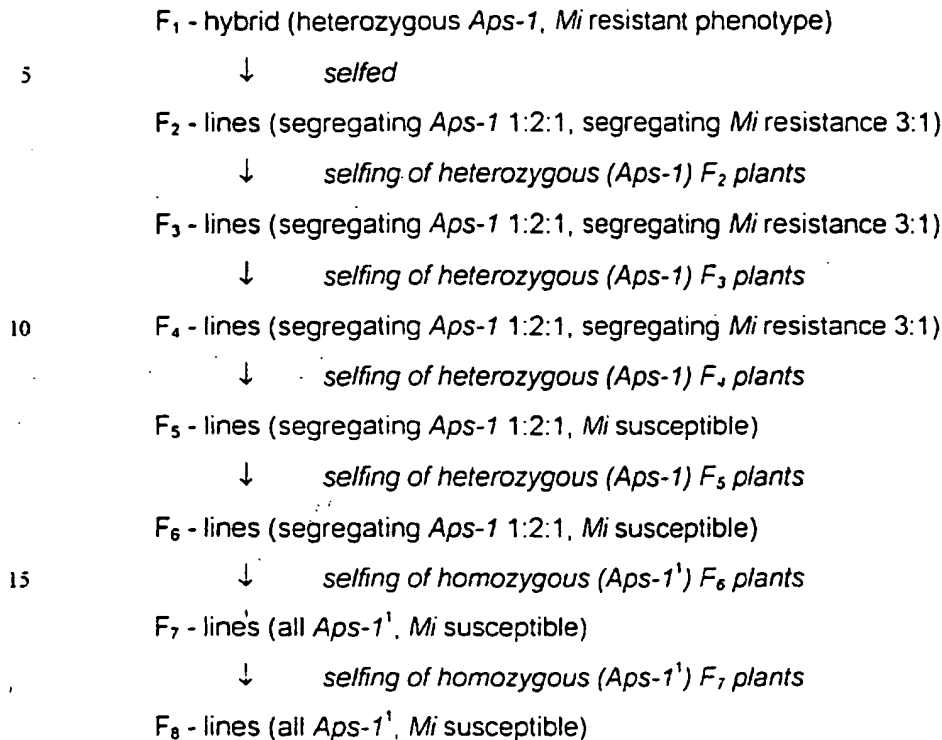 F₁ - hybrid (heterozygous Aps-1, Mi resistant phenotype)
5 ↓ selfed
F₂ - lines (segregating Aps-1 1:2:1, segregating Mi resistance 3:1)
↓ selfing of heterozygous (Aps-1) F₂ plants
F₃ - lines (segregating Aps-1 1:2:1, segregating Mi resistance 3:1)
↓ selfing of heterozygous (Aps-1) F₃ plants
10 F₄ - lines (segregating Aps-1 1:2:1, segregating Mi resistance 3:1)
↓ selfing of heterozygous (Aps-1) F₄ plants
F₅ - lines (segregating Aps-1 1:2:1, Mi susceptible)
↓ selfing of heterozygous (Aps-1) F₅ plants
F₆ - lines (segregating Aps-1 1:2:1, Mi susceptible)
15 ↓ selfing of homozygous (Aps-1¹) F₆ plants
F₇ - lines (all Aps-1¹, Mi susceptible)
↓ selfing of homozygous (Aps-1¹) F₇ plants
F₈ - lines (all Aps-1¹, Mi susceptible)